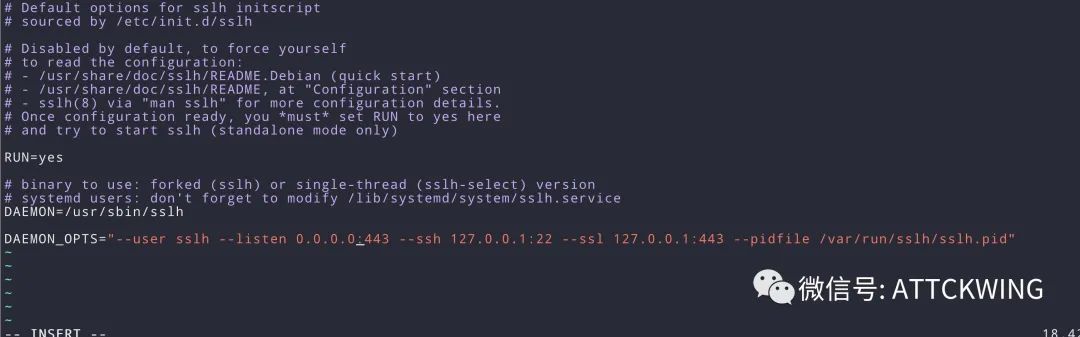 # Default options for sslh initscript
# sourced by /etc/init.d/sslh
# Disabled by default, to force yourself
# to read the configuration:
# - /usr/share/doc/sslh/README.Debian (quick start)
# - /usr/share/doc/sslh/README, at "Configuration" section
# - sslh(8) via "man sslh" for more configuration details.
# Once configuration ready, you *must* set RUN to yes here
# and try to start sslh (standalone mode only)
RUN=yes
# binary to use: forked (sslh) or single-thread (sslh-select) version
# systemd users: don't forget to modify /lib/systemd/system/sslh.service
DAEMON=/usr/sbin/sslh
DAEMON_OPTS="--user sslh --listen 0.0.0.0:443 --ssh 127.0.0.1:22 --ssl 127.0.0.1:443 --pidfile /var/run/sslh/sslh.pid"
~
~
~
~
~
~
微信号: ATTCKWING
-- INSERT --